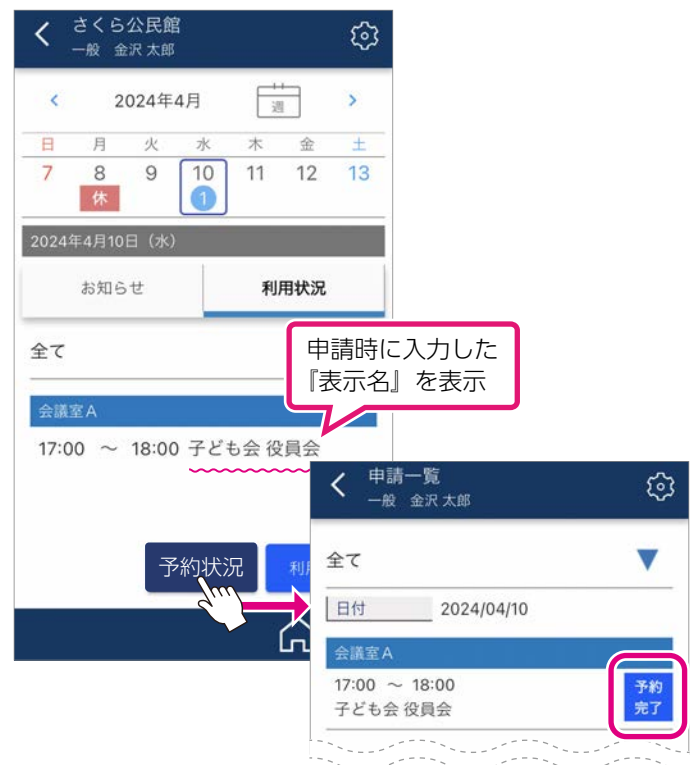 さくら公民館
一般 金沢 太郎
2024年4月
週
日 月 火 水 木 金 土
7 8 9 10 11 12 13
休 1
2024年4月10日（水）
お知らせ 利用状況
全て
申請時に入力した
『表示名』を表示
会議室A
17:00 ～ 18:00 子ども会 役員会
予約状況
申請一覧
一般 金沢 太郎
全て
日付 2024/04/10
会議室A
17:00 ～ 18:00
子ども会 役員会
予約
完了